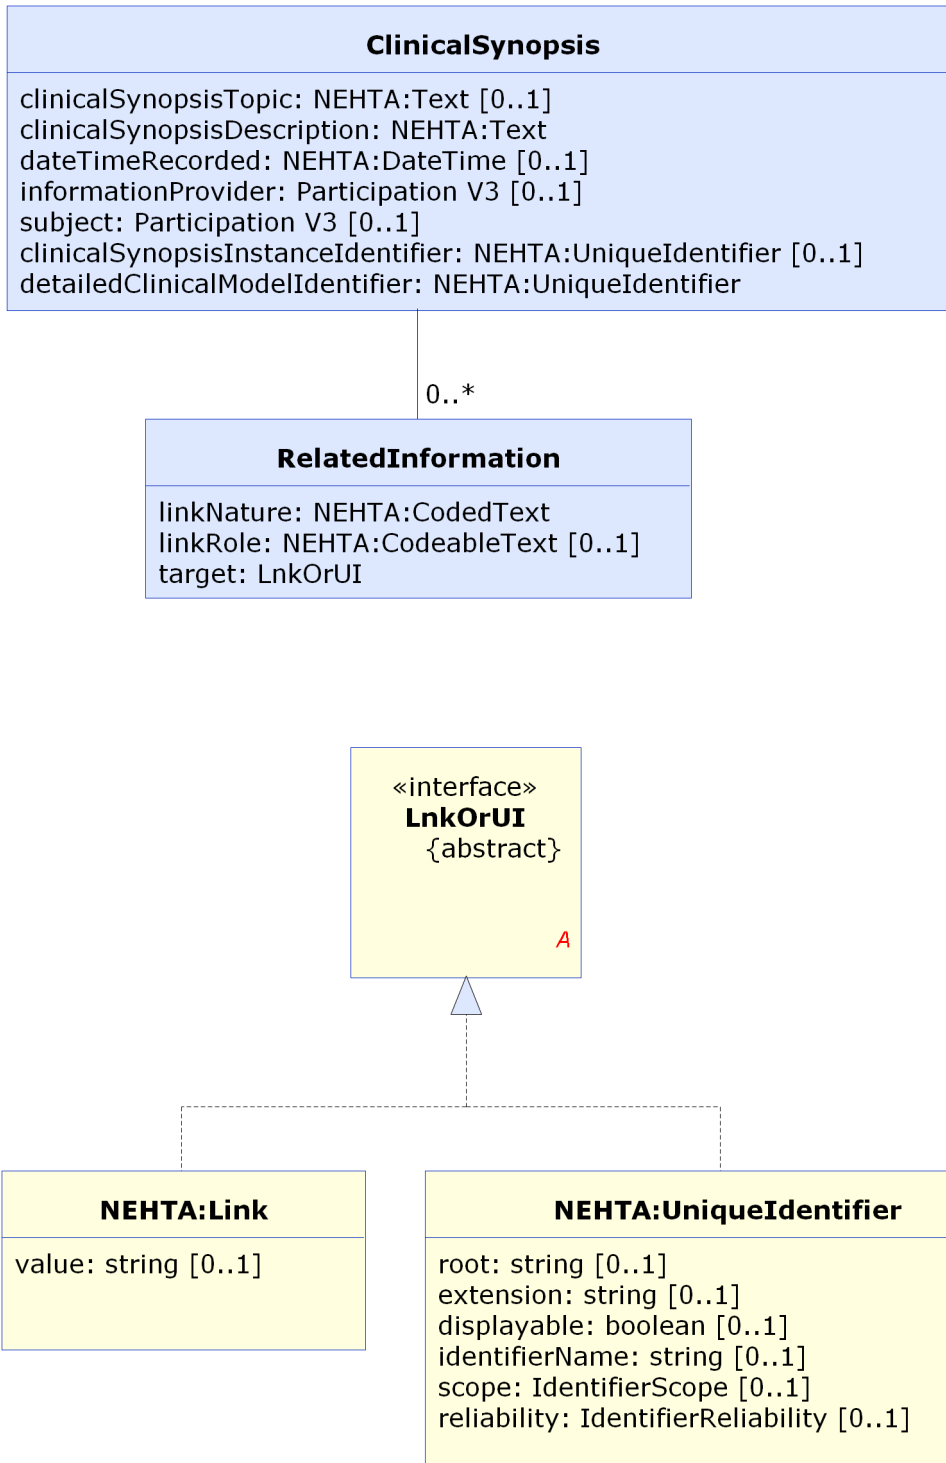 ClinicalSynopsis
clinicalSynopsisTopic: NEHTA:Text [0..1]
clinicalSynopsisDescription: NEHTA:Text
dateTimeRecorded: NEHTA:DateTime [0..1]
informationProvider: Participation V3 [0..1]
subject: Participation V3 [0..1]
clinicalSynopsisInstanceIdentifier: NEHTA:UniqueIdentifier [0..1]
detailedClinicalModelIdentifier: NEHTA:UniqueIdentifier
0..*
RelatedInformation
linkNature: NEHTA:CodedText
linkRole: NEHTA:CodeableText [0..1]
target: LnkOrUI
«interface»
LnkOrUI
{abstract}
A
NEHTA:Link
value: string [0..1]
NEHTA:UniqueIdentifier
root: string [0..1]
extension: string [0..1]
displayable: boolean [0..1]
identifierName: string [0..1]
scope: IdentifierScope [0..1]
reliability: IdentifierReliability [0..1]